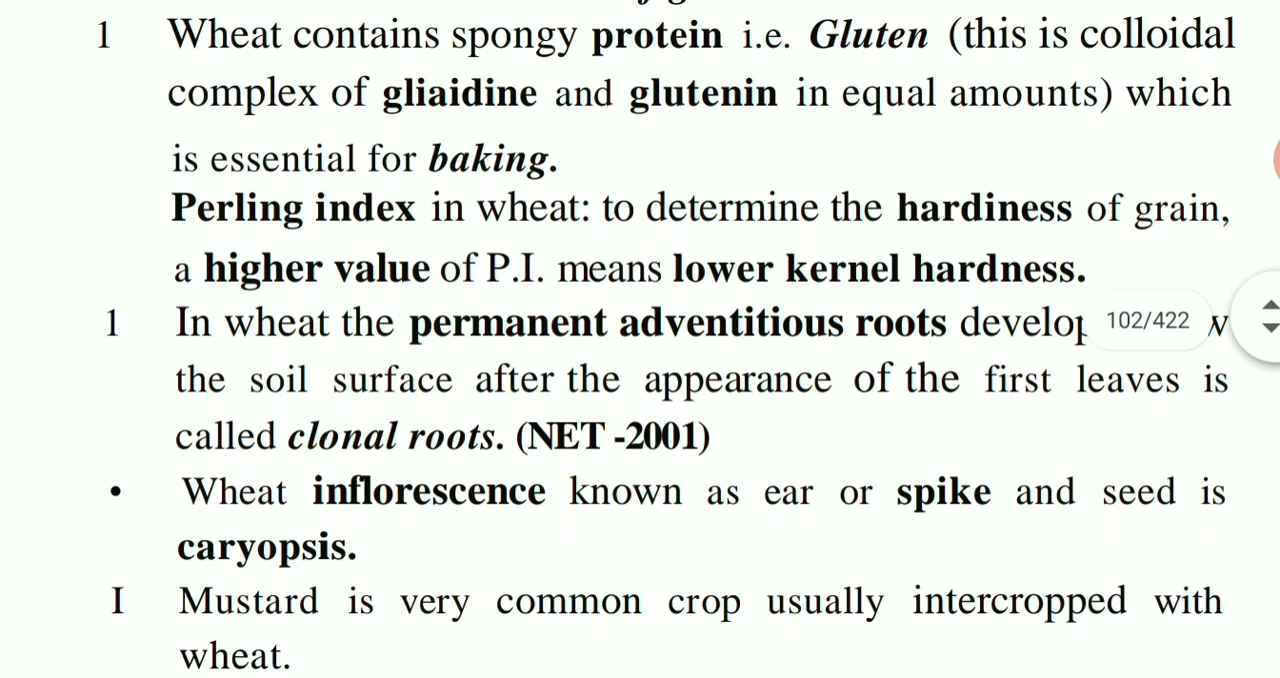 1 Wheat contains spongy protein i.e. Gluten (this is colloidal
complex of gliaidine and glutenin in equal amounts) which
is essential for baking.
Perling index in wheat: to determine the hardiness of grain,
a higher value of P.I. means lower kernel hardness.
1 In wheat the permanent adventitious roots 102/422
the soil surface after the appearance of the first leaves is
called clonal roots. (NET -2001)
• Wheat inflorescence known as ear or spike and seed is
caryopsis.
I Mustard is very common crop usually intercropped with
wheat.